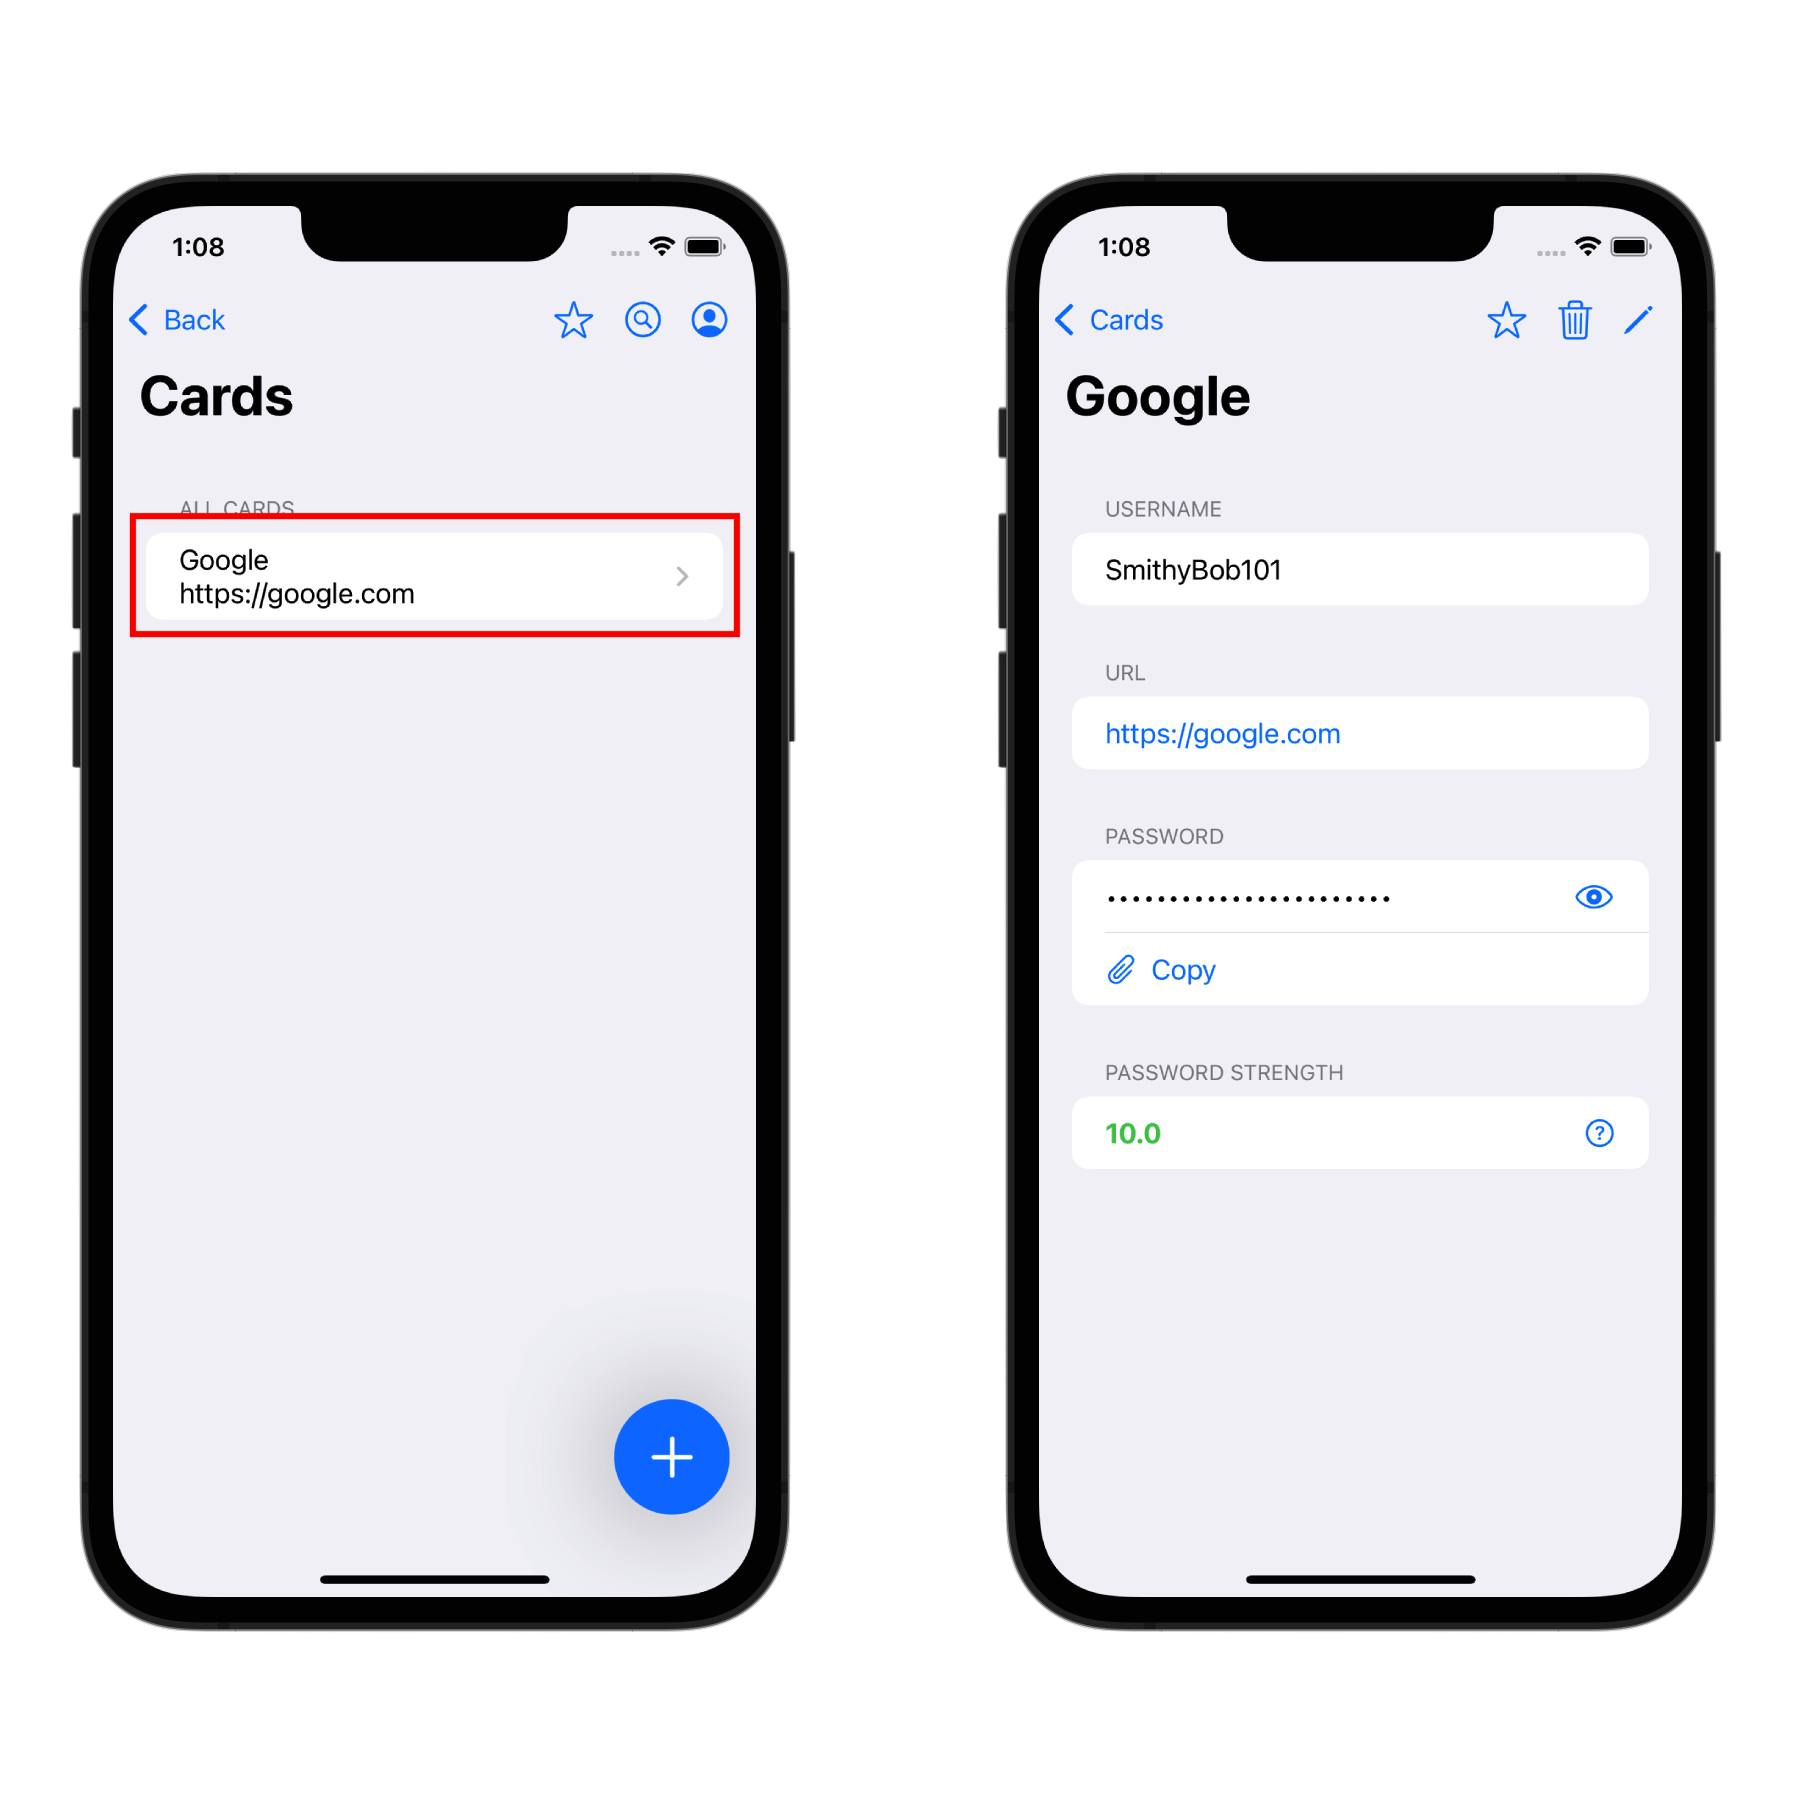 1:08
Back
Cards
ALL CARDS
Google
https://google.com
1:08
Cards
Google
USERNAME
SmithyBob101
URL
https://google.com
PASSWORD
•••••••••••••••••••••••
Copy
PASSWORD STRENGTH
10.0
?